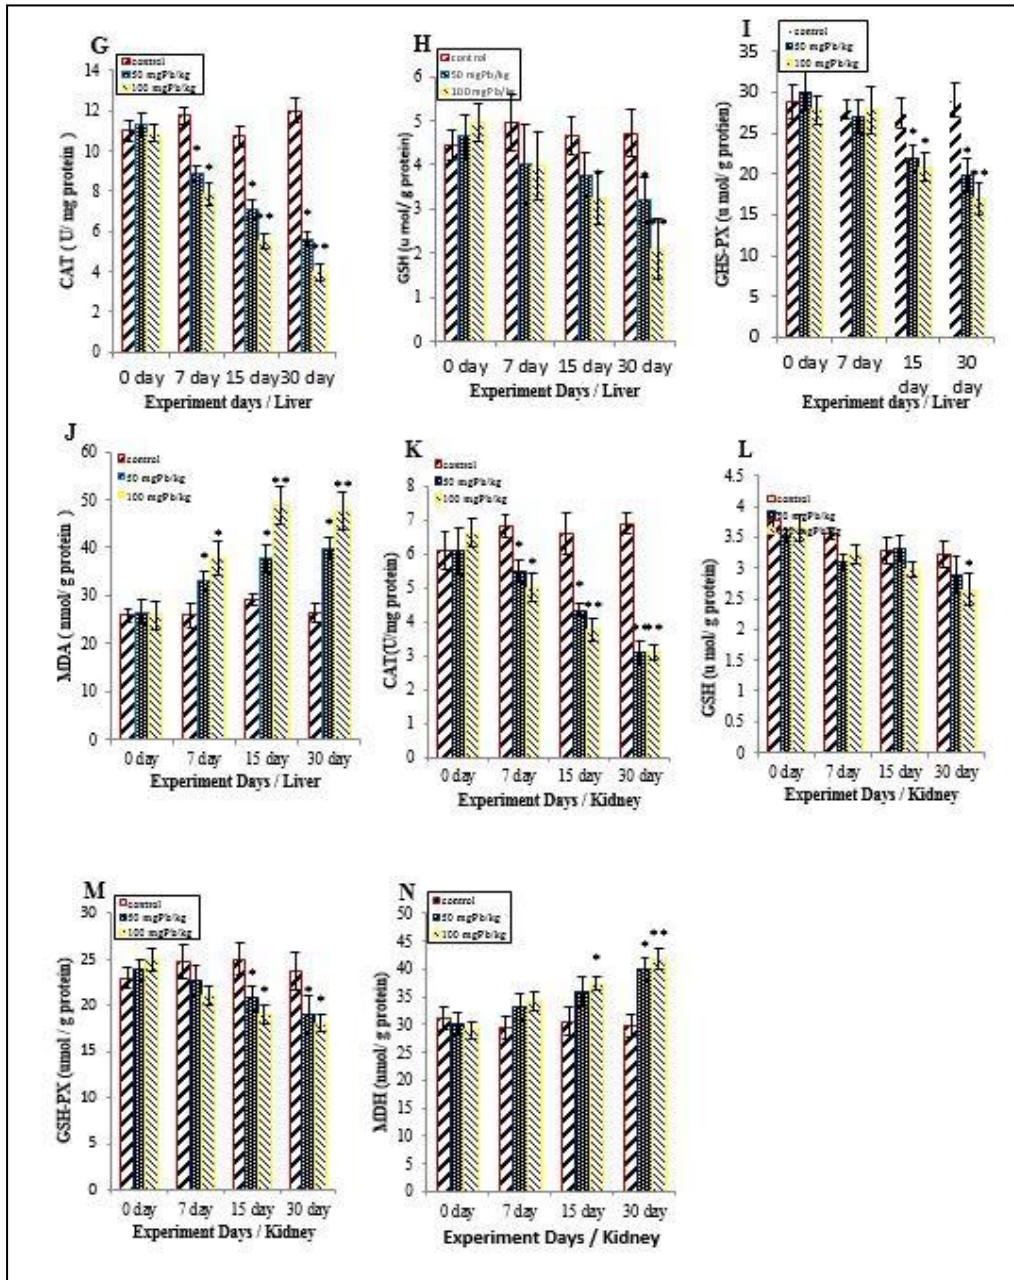 G
control
50 mgPb/kg
100 mgPb/kg
CAT ( U/ mg protein)
14
12
10
8
6
4
2
0
* * * ** * **
0 day 7 day 15 day 30 day
Experiment days / Liver
H
control
50 mgPb/kg
100 mgPb/kg
GSH (u mol/ g protein)
6
5
4
3
2
1
0
* *
0 day 7 day 15 day 30 day
Experiment Days / Liver
I
control
50 mgPb/kg
100 mgPb/kg
GHS-PX (u mol/ g protien)
35
30
25
20
15
10
5
0
* * * **
0 day 7 day 15 day 30 day
Experiment days / Liver
J
control
50 mgPb/kg
100 mgPb/kg
MDA ( nmol/ g protein )
60
50
40
30
20
10
0
* * * ** * **
0 day 7 day 15 day 30 day
Experiment Days / Liver
K
control
50 mgPb/kg
100 mgPb/kg
CAT(U/mg protein)
8
7
6
5
4
3
2
1
0
* * * ** ** **
0 day 7 day 15 day 30 day
Experiment Days / Kidney
L
control
50 mgPb/kg
100 mgPb/kg
GSH (u mol/ g protein)
4.5
4
3.5
3
2.5
2
1.5
1
0.5
0
*
0 day 7 day 15 day 30 day
Experimet Days / Kidney
M
control
50 mgPb/kg
100 mgPb/kg
GSH-PX (umol / g protein)
30
25
20
15
10
5
0
* * * *
0 day 7 day 15 day 30 day
Experiment Days / Kidney
N
control
50 mgPb/kg
100 mgPb/kg
MDH (nmol/ g protein)
50
45
40
35
30
25
20
15
10
5
0
* * **
0 day 7 day 15 day 30 day
Experiment Days / Kidney